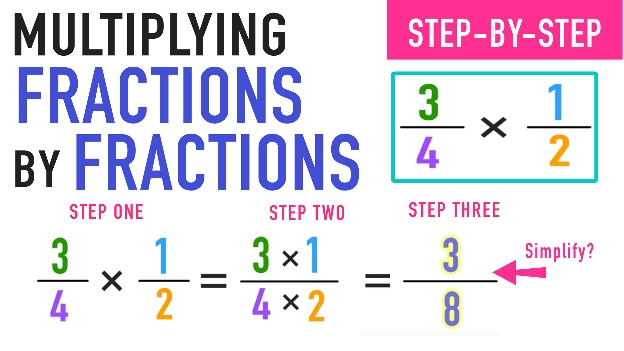 MULTIPLYING
FRACTIONS
BY FRACTIONS
STEP-BY-STEP
3/4 × 1/2
STEP ONE
STEP TWO
STEP THREE
3/4 × 1/2 = 3 × 1/4 × 2 = 3/8
Simplify?